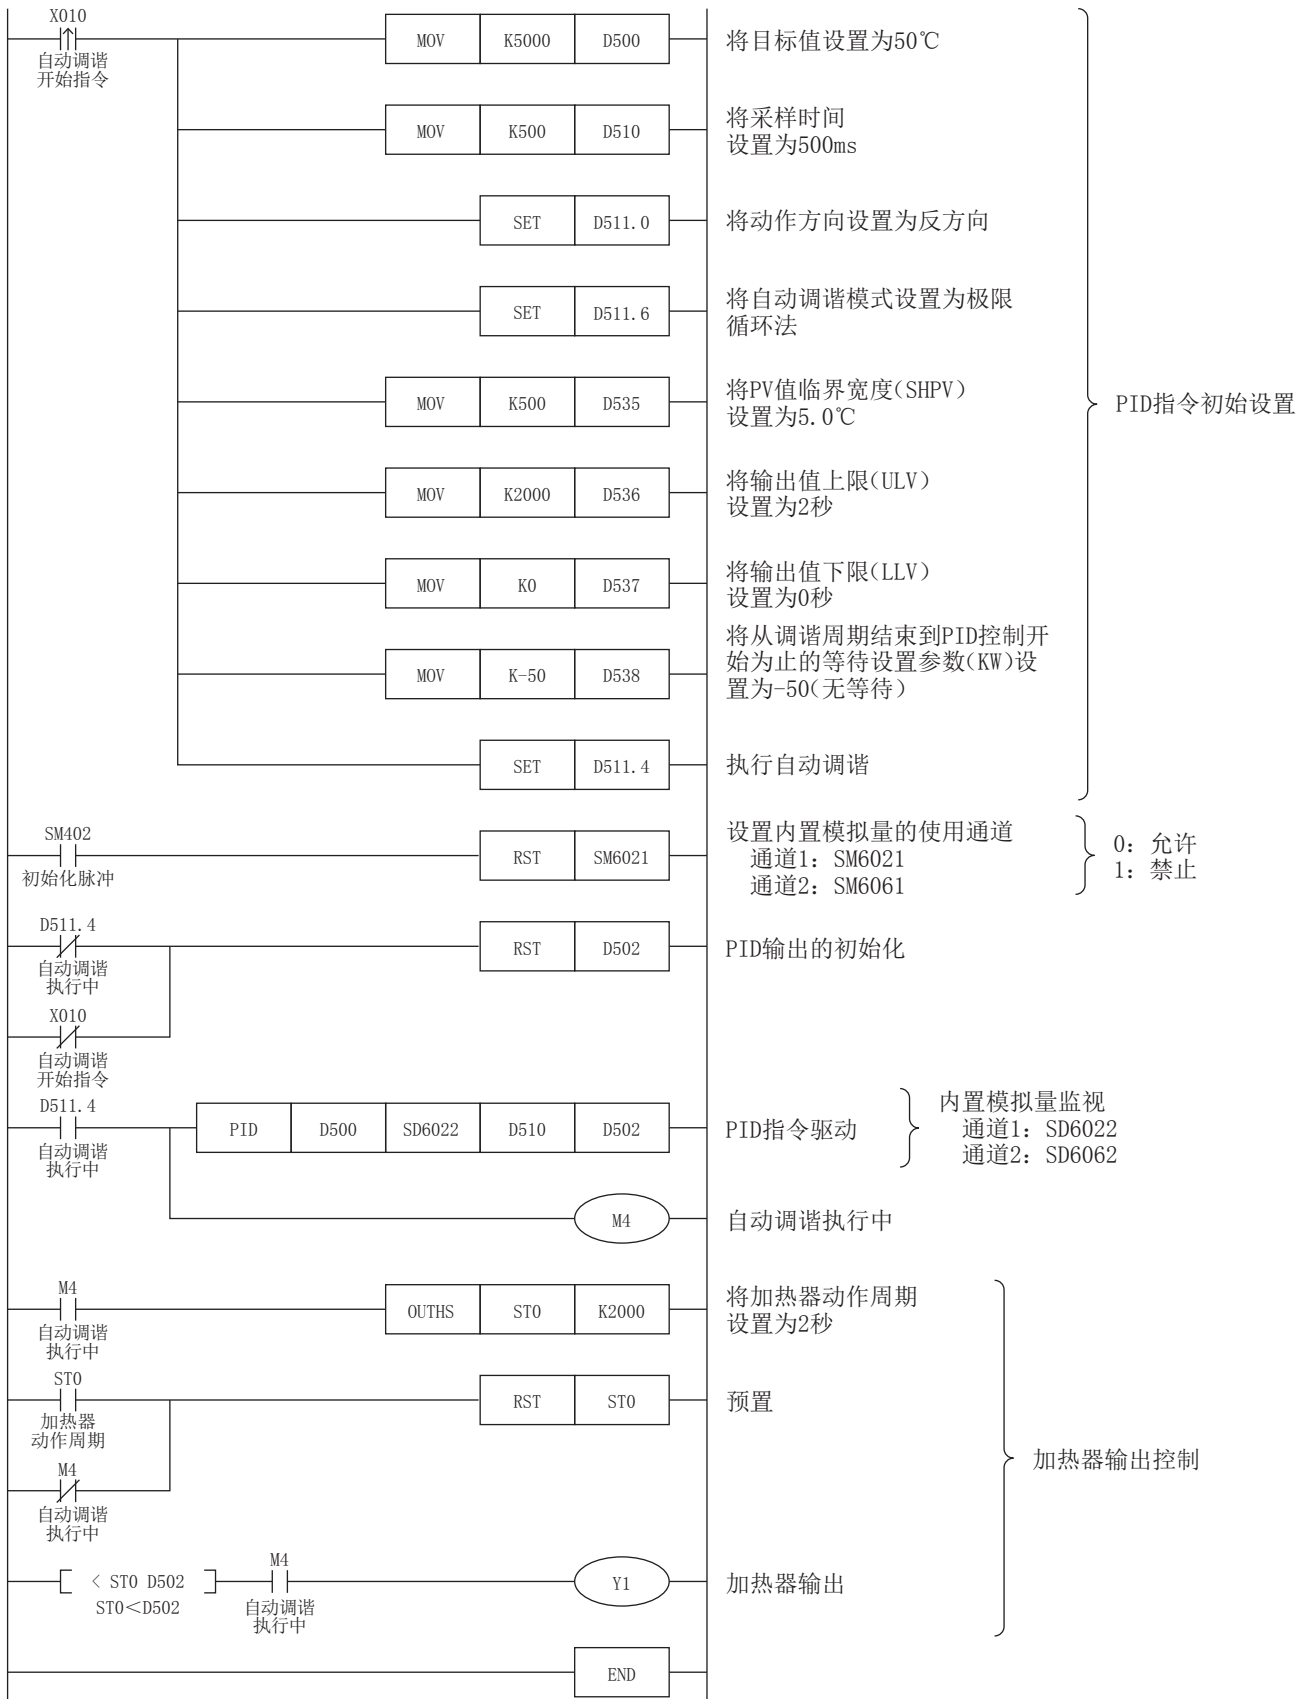 X010
自动调谐
开始指令
MOV K5000 D500
将目标值设置为50℃
MOV K500 D510
将采样时间
设置为500ms
SET D511.0
将动作方向设置为反方向
SET D511.6
将自动调谐模式设置为极限
循环法
MOV K500 D535
将PV值临界宽度(SHPV)
设置为5.0℃
PID指令初始设置
MOV K2000 D536
将输出值上限(ULV)
设置为2秒
MOV K0 D537
将输出值下限(LLV)
设置为0秒
MOV K-50 D538
将从调谐周期结束到PID控制开
始为止的等待设置参数(KW)设
置为-50(无等待)
SET D511.4
执行自动调谐
SM402
初始化脉冲
RST SM6021
设置内置模拟量的使用通道
通道1: SM6021
通道2: SM6061
0: 允许
1: 禁止
D511.4
自动调谐
执行中
RST D502
PID输出的初始化
X010
自动调谐
开始指令
D511.4
自动调谐
执行中
PID D500 SD6022 D510 D502
PID指令驱动
内置模拟量监视
通道1: SD6022
通道2: SD6062
M4
自动调谐执行中
M4
自动调谐
执行中
OUTHS ST0 K2000
将加热器动作周期
设置为2秒
ST0
加热器
动作周期
RST ST0
预置
M4
自动调谐
执行中
加热器输出控制
< ST0 D502
ST0<D502
M4
自动调谐
执行中
Y1
加热器输出
END